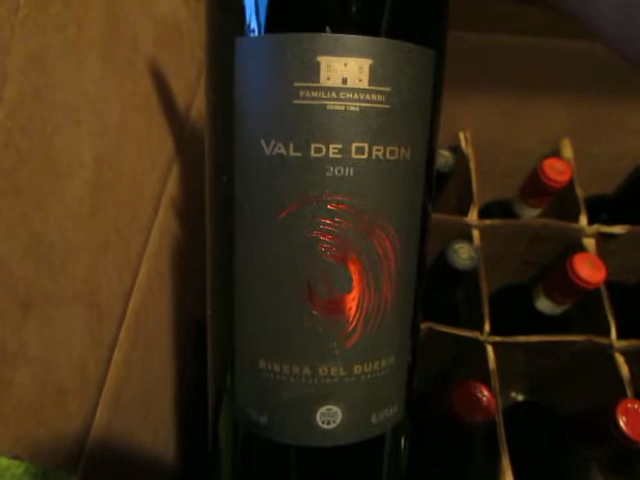 FAMILIA CHAVARRI
VAL DE ORON
2011
RIBERA DEL DUERO